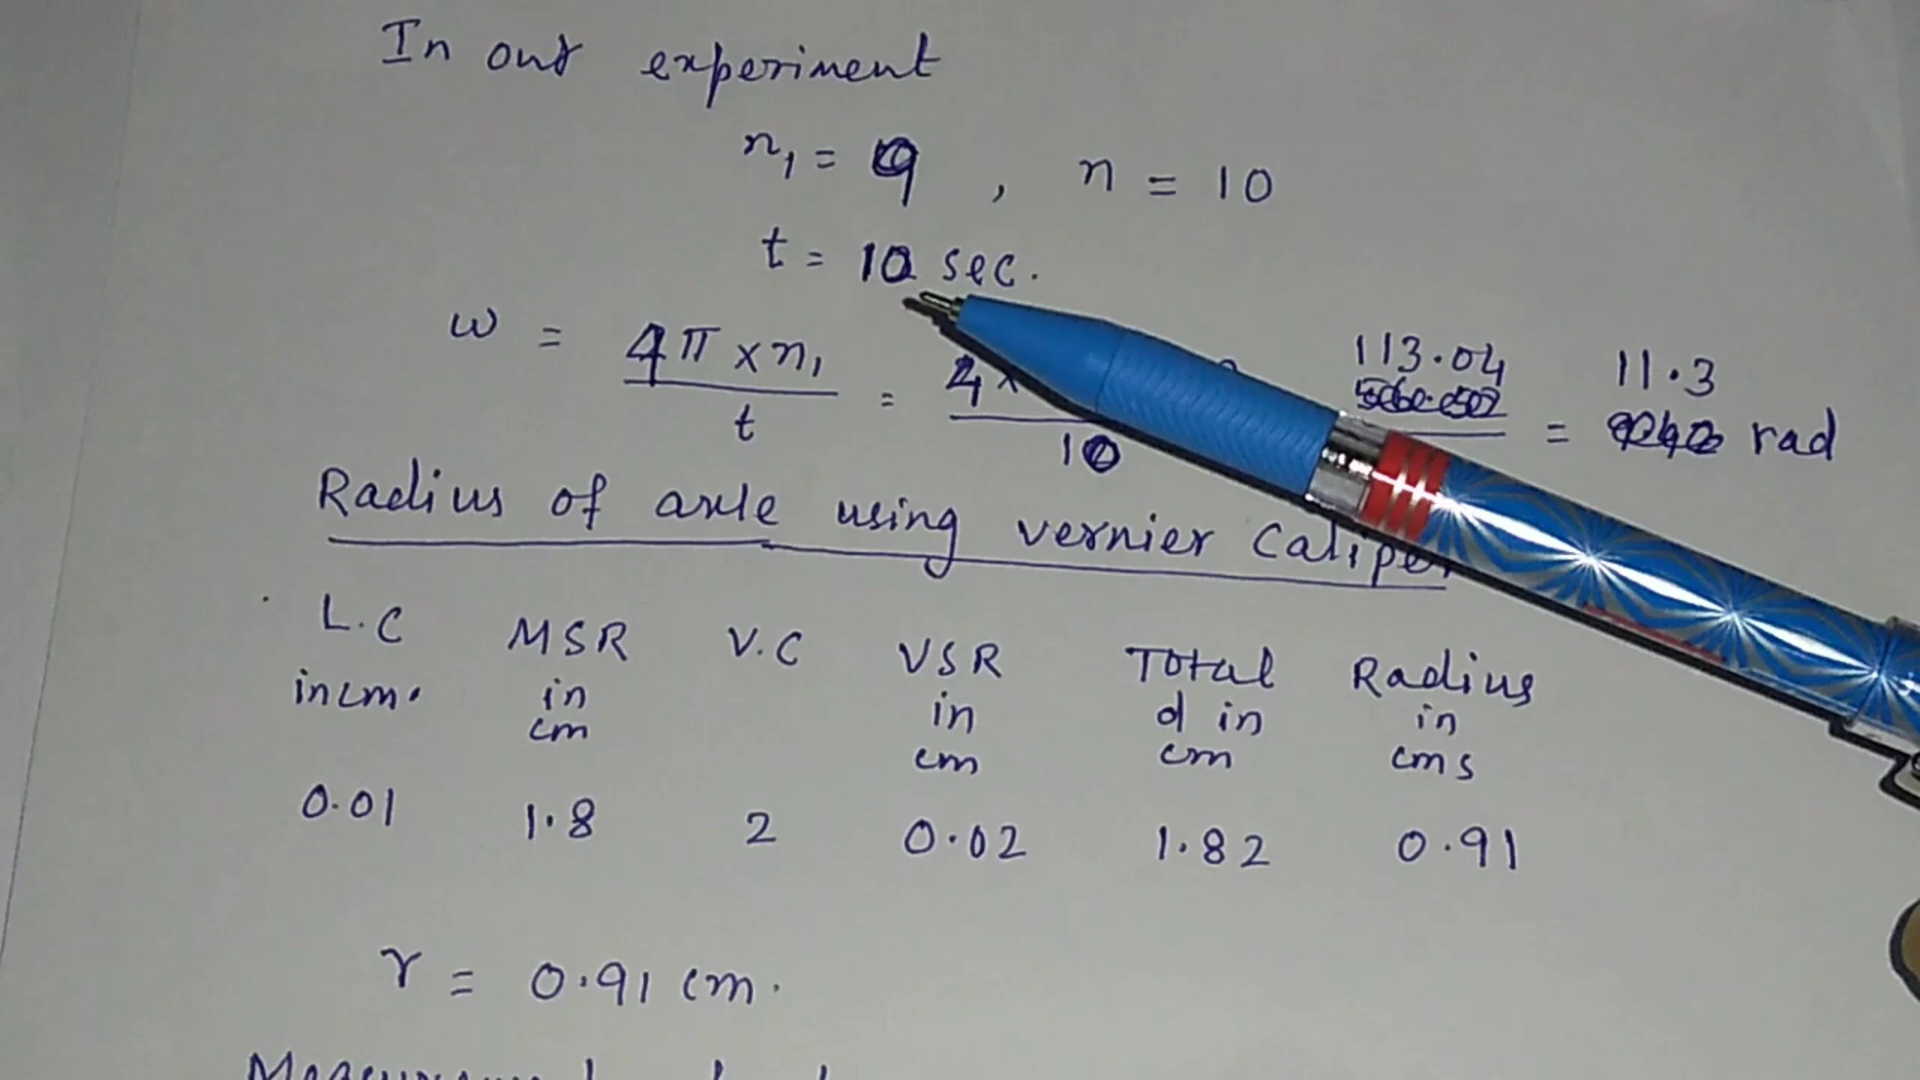 In our experiment
n₁ = 9 , n = 10
t = 10 sec.
ω = 4π × n₁ / t = 4 × / 10 113.04 = 11.3 rad
Radius of axle using vernier Caliper
L.C in cm. MSR in cm V.C VSR in cm Total d in cm Radius in cms
0.01 1.8 2 0.02 1.82 0.91
r = 0.91 cm.